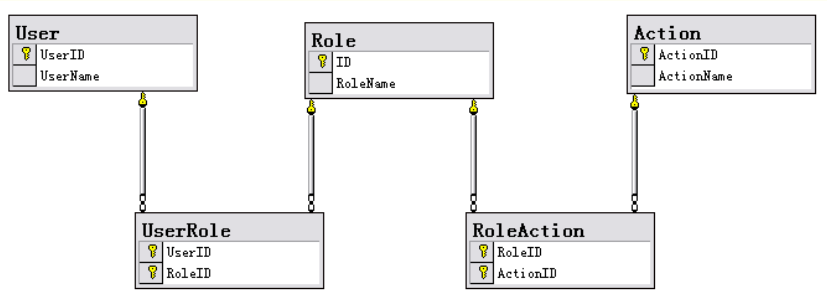 User
UserID
UserName
Role
ID
RoleName
Action
ActionID
ActionName
UserRole
UserID
RoleID
RoleAction
RoleID
ActionID